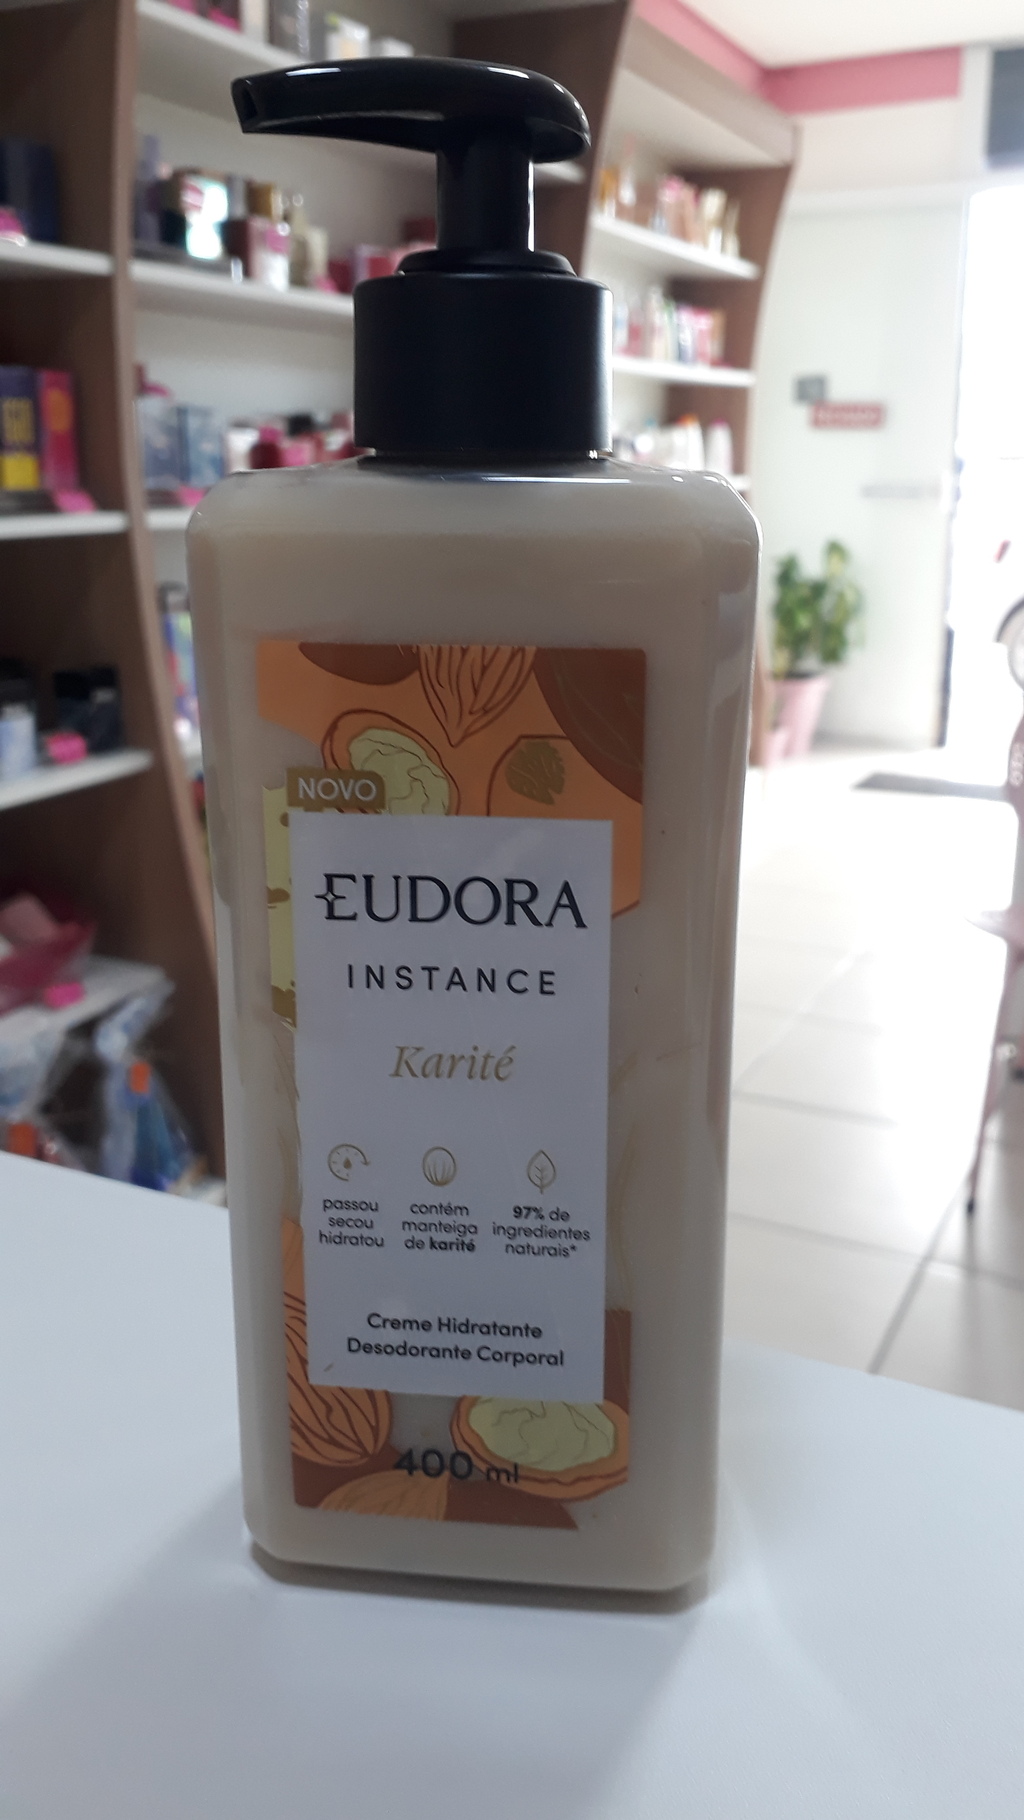 NOVO
EUDORA
INSTANCE
Karité
passou
secou
hidratou
contém
manteiga
de karité
97% de
ingredientes
naturais*
Creme Hidratante
Desodorante Corporal
400 ml